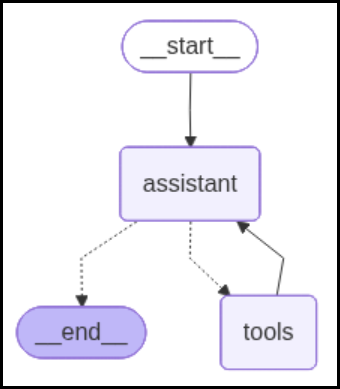 __start__
assistant
__end__
tools